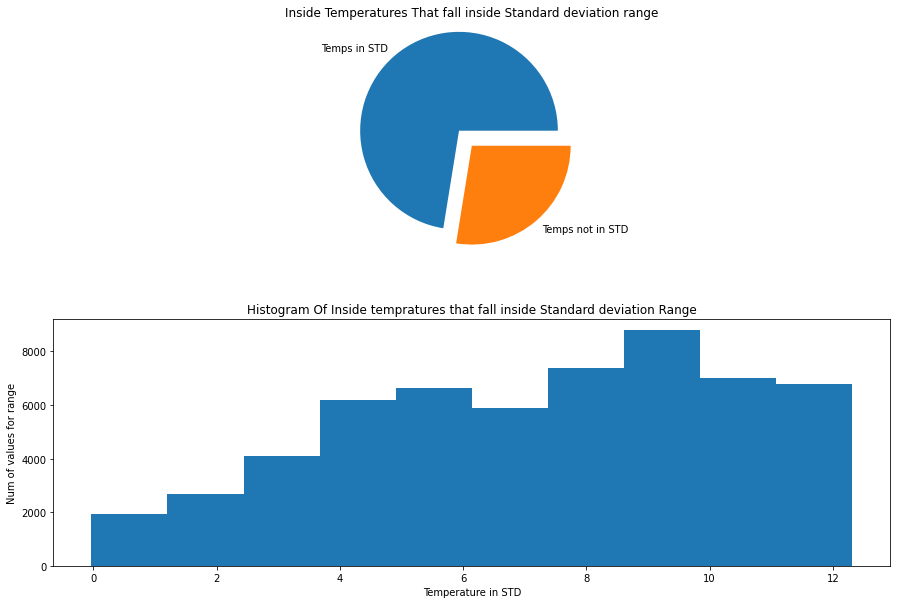 Inside Temperatures That fall inside Standard deviation range
Temps in STD
Temps not in STD
Histogram Of Inside tempratures that fall inside Standard deviation Range
Num of values for range
8000
6000
4000
2000
0
0 2 4 6 8 10 12
Temperature in STD